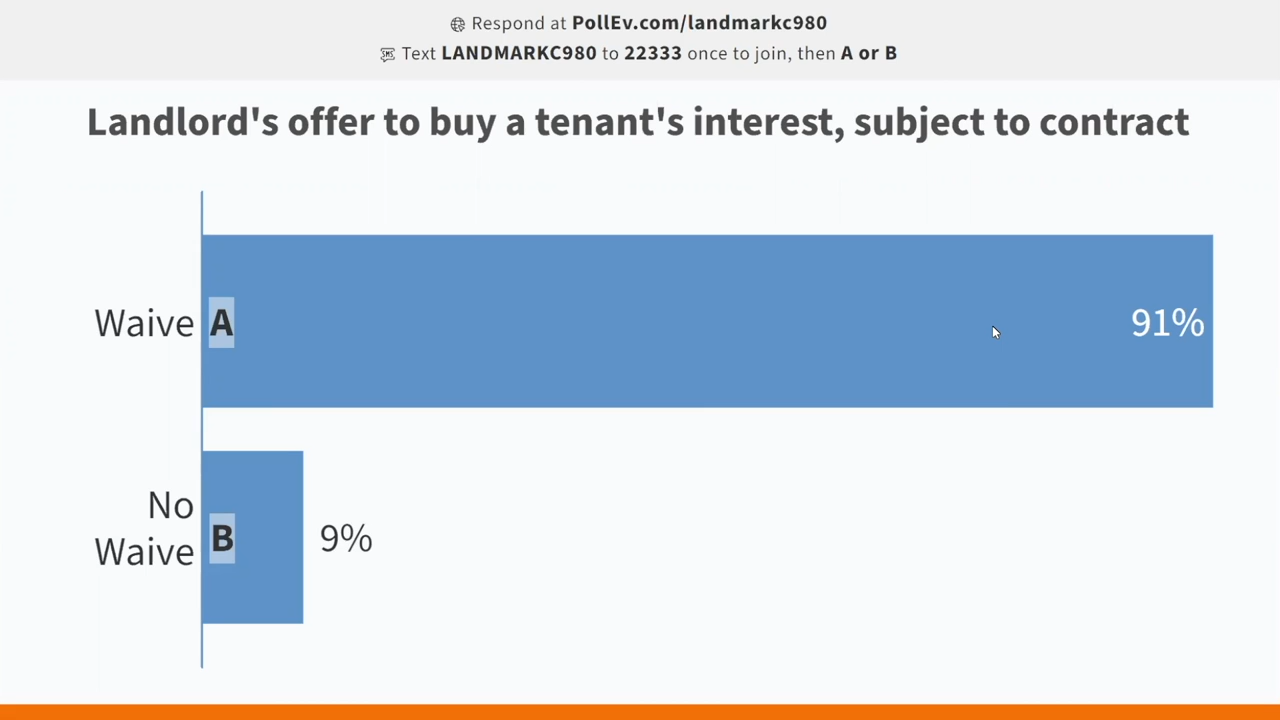 Respond at PollEv.com/landmarkc980
Text LANDMARKC980 to 22333 once to join, then A or B
Landlord's offer to buy a tenant's interest, subject to contract
Waive A 91%
No
Waive B 9%